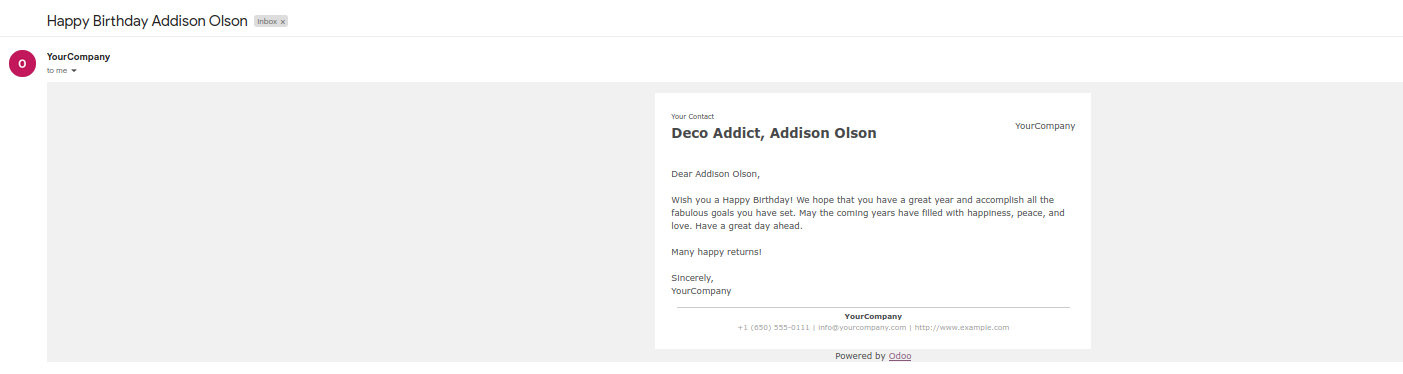 Happy Birthday Addison Olson Inbox x
O
YourCompany
to me
Your Contact
Deco Addict, Addison Olson
YourCompany
Dear Addison Olson,
Wish you a Happy Birthday! We hope that you have a great year and accomplish all the
fabulous goals you have set. May the coming years have filled with happiness, peace, and
love. Have a great day ahead.
Many happy returns!
Sincerely,
YourCompany
YourCompany
+1 (650) 555-0111 | info@yourcompany.com | http://www.example.com
Powered by Odoo